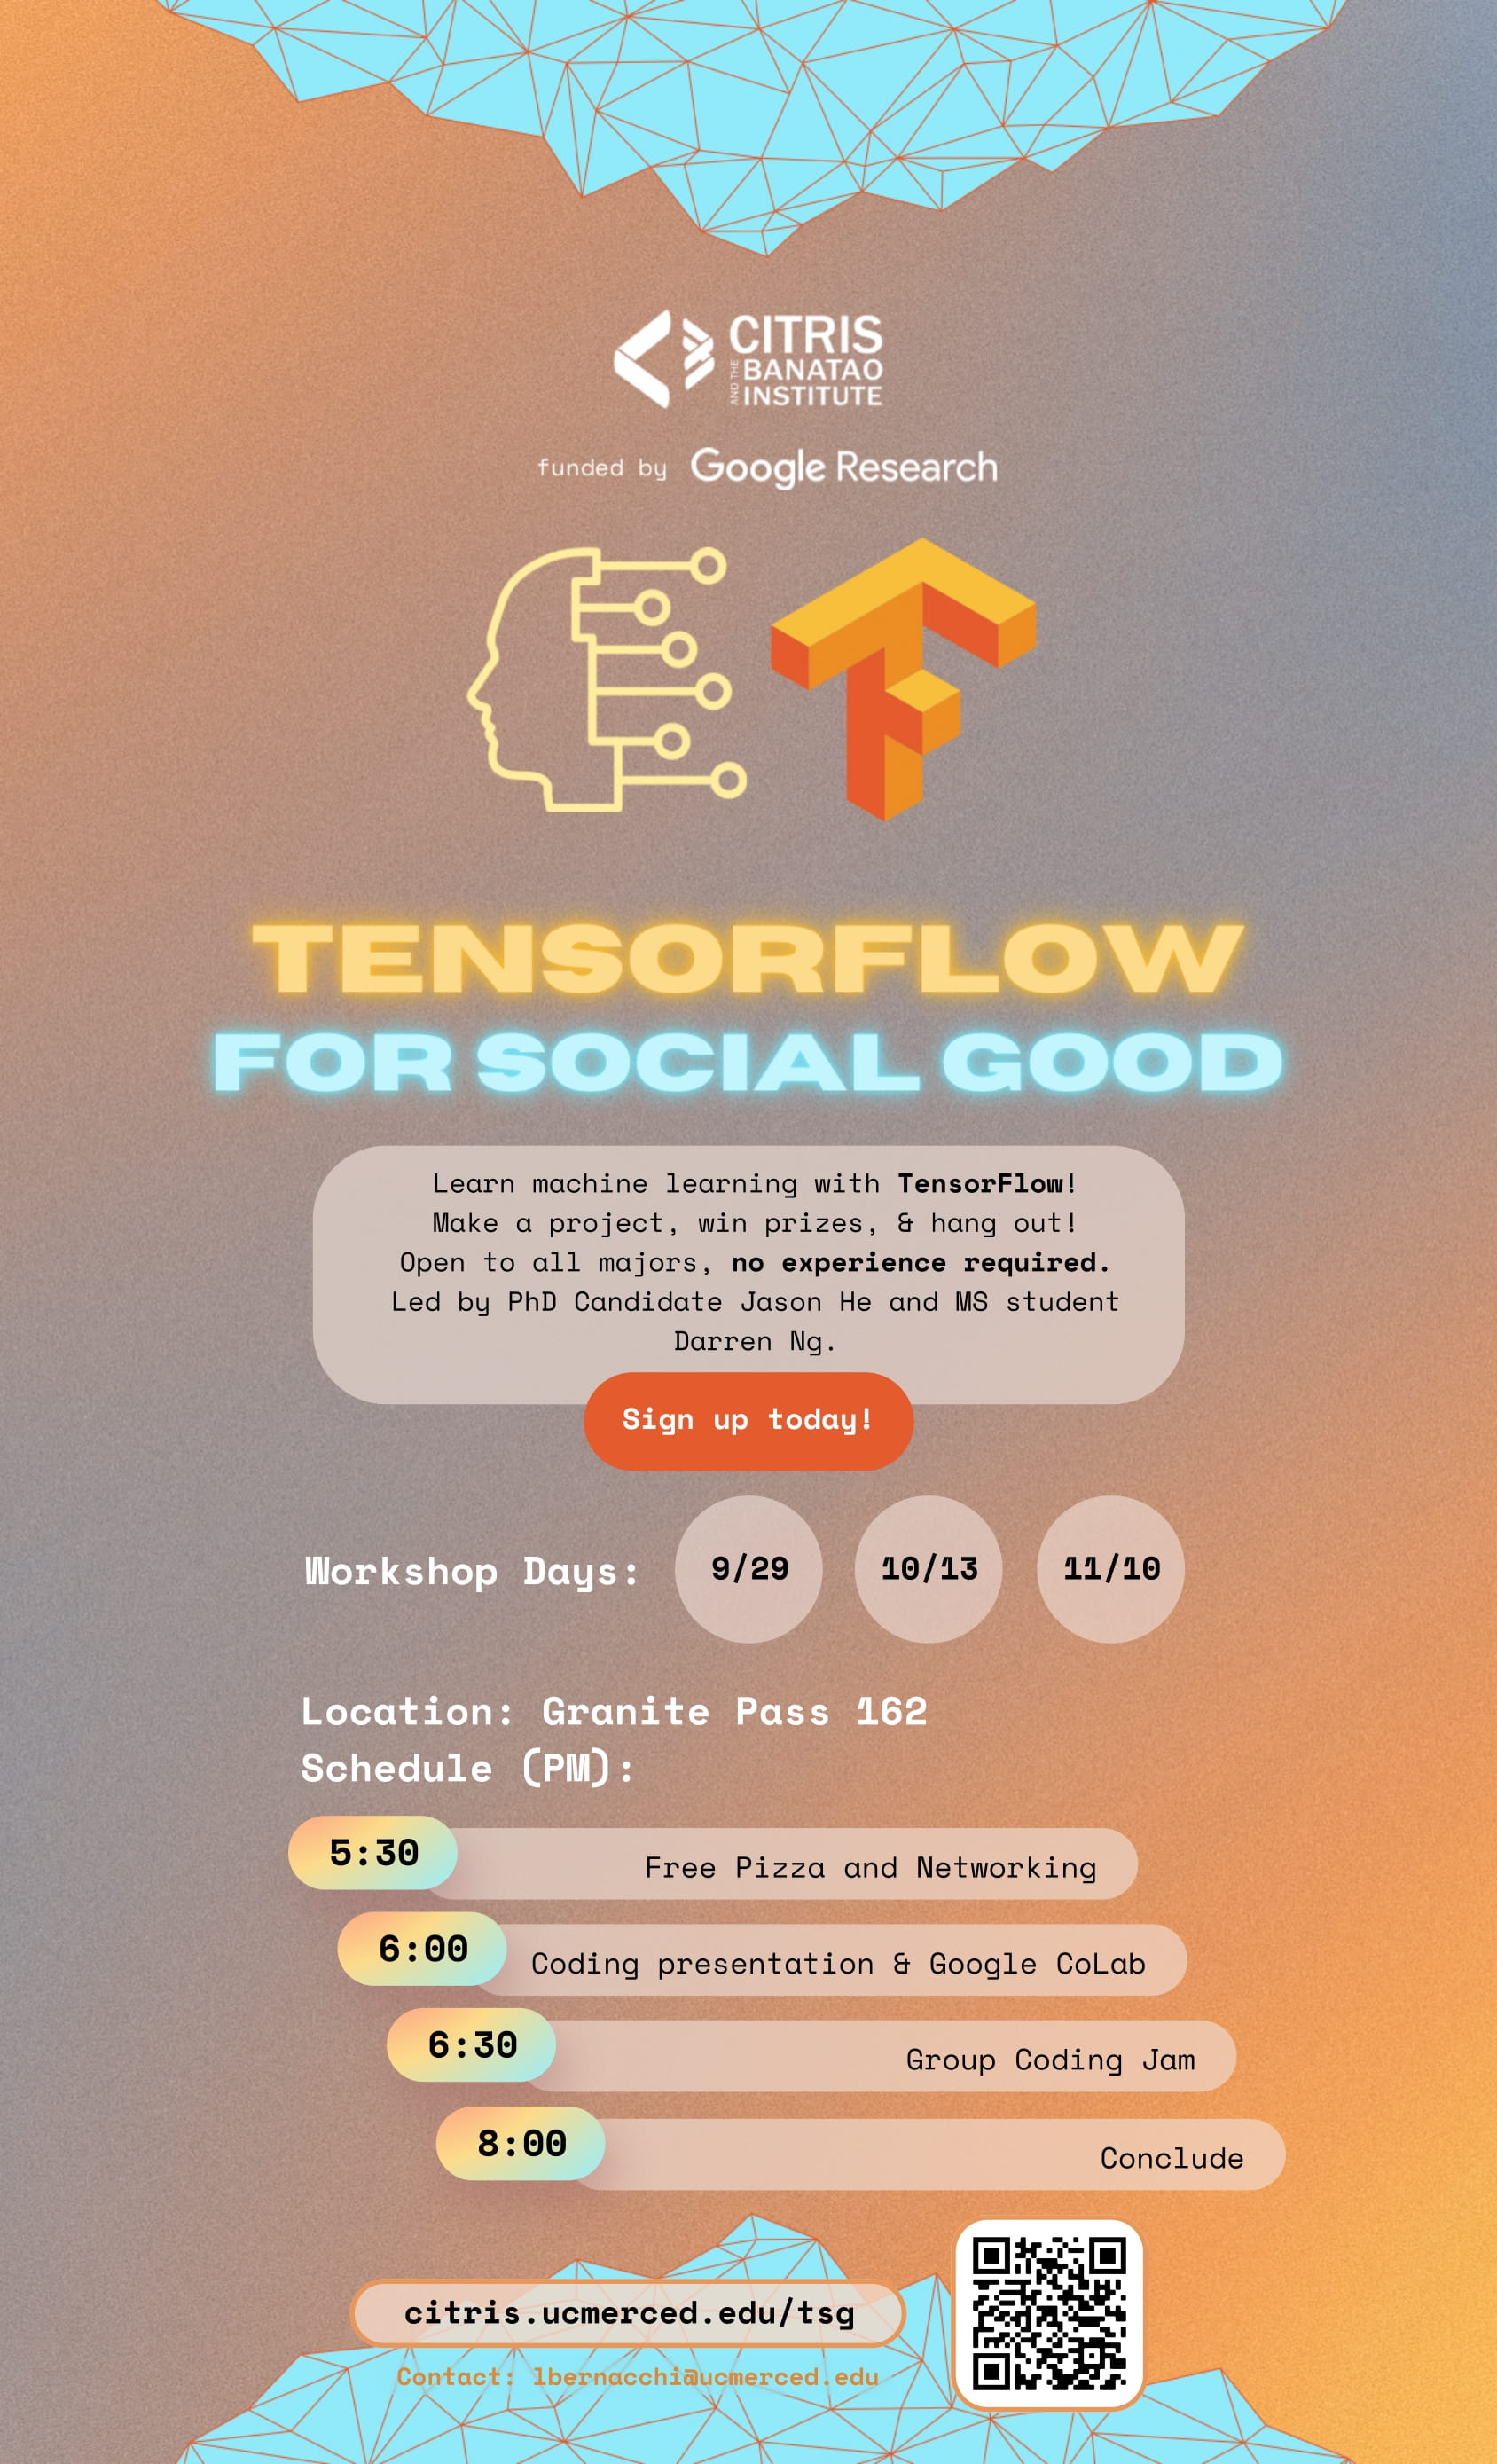 CITRIS
AND THE BANATAO
INSTITUTE
funded by Google Research
TENSORFLOW
FOR SOCIAL GOOD
Learn machine learning with TensorFlow!
Make a project, win prizes, & hang out!
Open to all majors, no experience required.
Led by PhD Candidate Jason He and MS student
Darren Ng.
Sign up today!
Workshop Days: 9/29 10/13 11/10
Location: Granite Pass 162
Schedule (PM):
5:30 Free Pizza and Networking
6:00 Coding presentation & Google CoLab
6:30 Group Coding Jam
8:00 Conclude
citris.ucmerced.edu/tsg
Contact: lbernacchi@ucmerced.edu